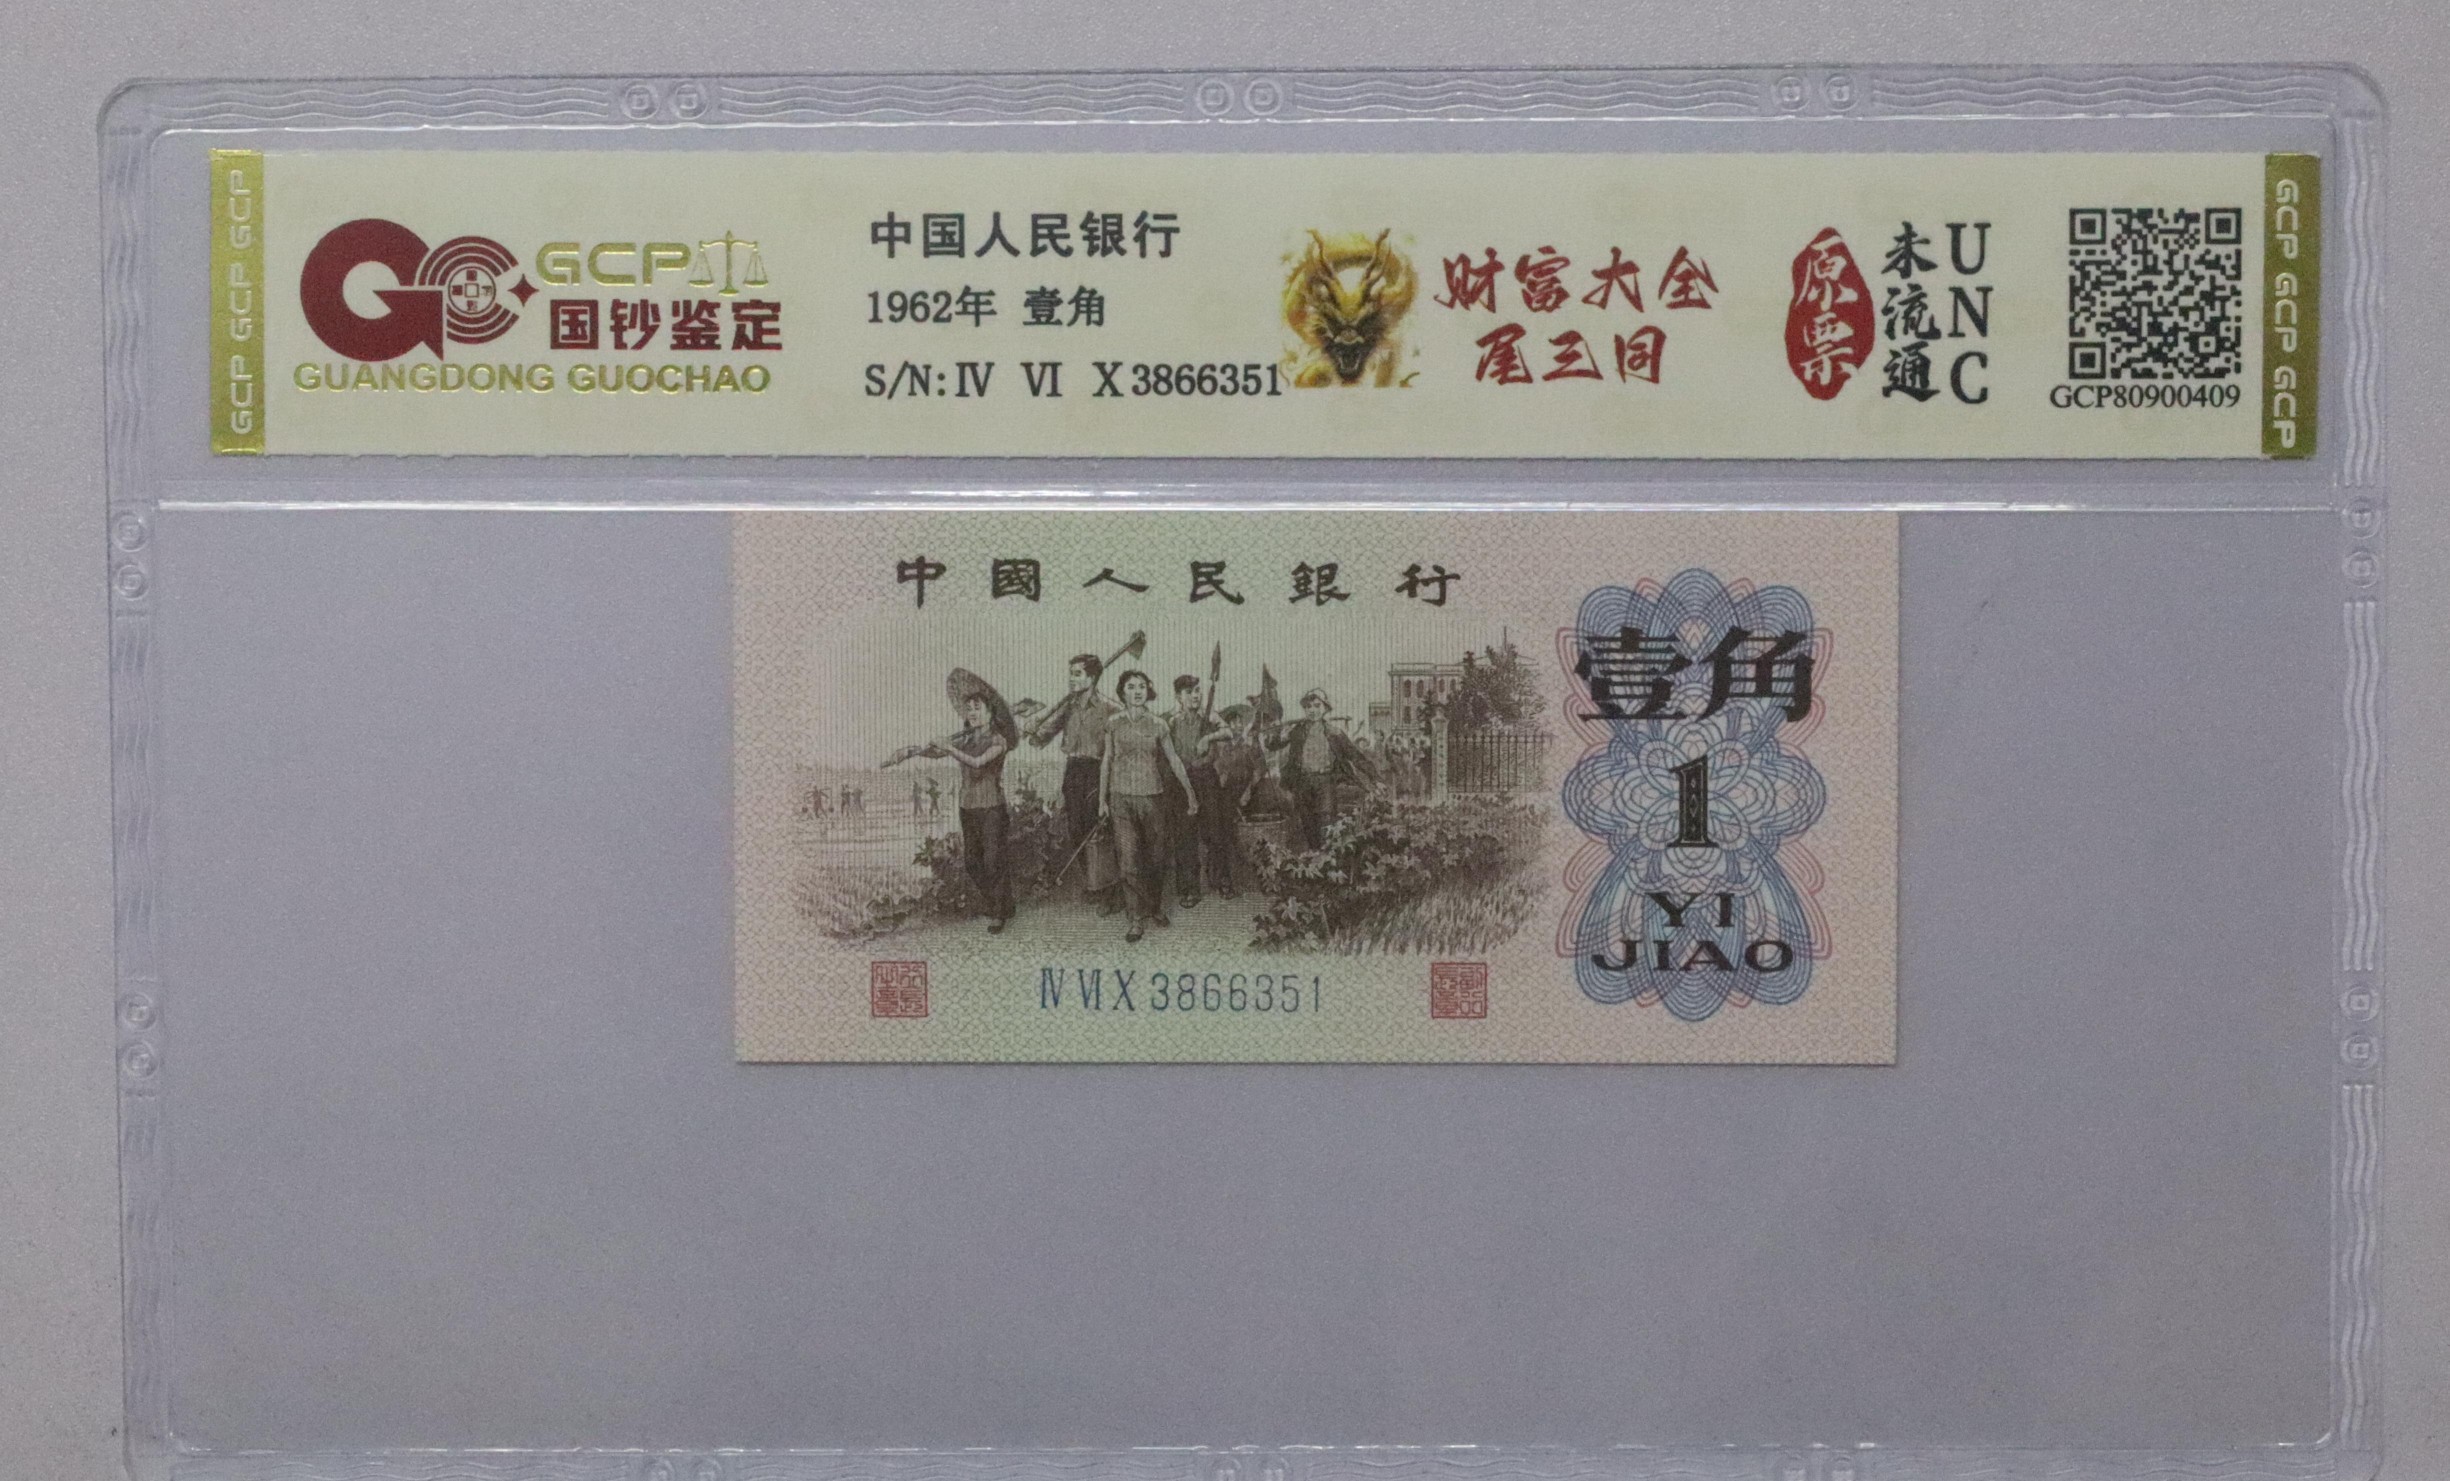 GCP GCP GCP
GCP
国钞鉴定
GUANGDONG GUOCHAO
中国人民银行
1962年 壹角
S/N: Ⅳ Ⅵ Ⅹ 3866351
财富大全
尾三同
原票
未流通
UNC
GCP80900409
GCP GCP GCP
中國人民銀行
壹角
1
YI
JIAO
Ⅳ Ⅵ Ⅹ 3866351